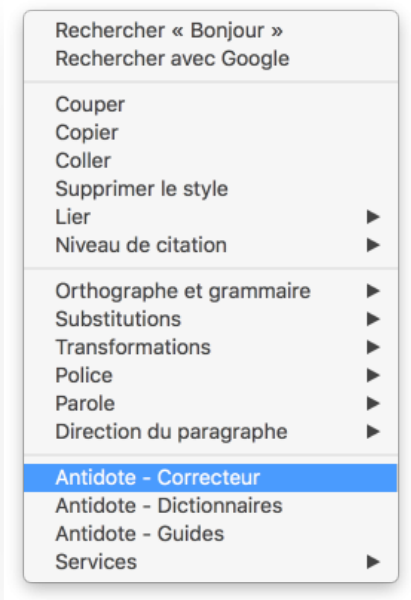 Rechercher « Bonjour »
Rechercher avec Google
Couper
Copier
Coller
Supprimer le style
Lier
Niveau de citation
Orthographe et grammaire
Substitutions
Transformations
Police
Parole
Direction du paragraphe
Antidote - Correcteur
Antidote - Dictionnaires
Antidote - Guides
Services